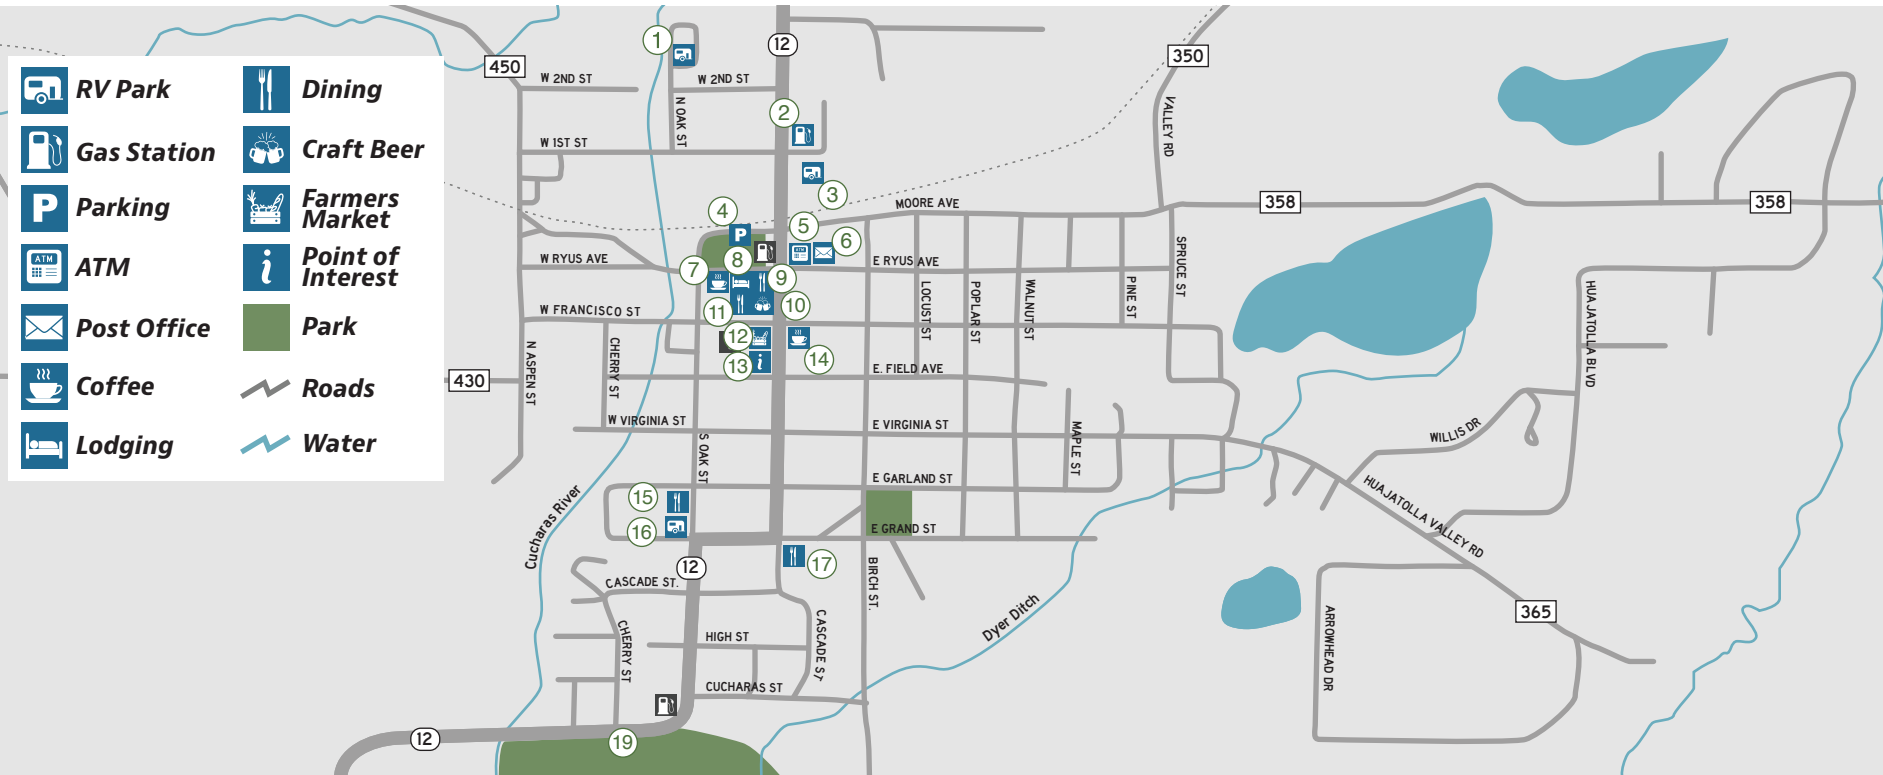 RV Park
Gas Station
P
Parking
ATM
ATM
Post Office
Coffee
Lodging
Dining
Craft Beer
Farmers
Market
i
Point of
Interest
Park
Roads
Water
1
12
450
350
W 2ND ST
W 2ND ST
N OAK ST
2
VALLEY RD
W 1ST ST
3
4
MOORE AVE
358
358
P
5
6
ATM
W RYUS AVE
8
E RYUS AVE
SPRUCE ST
7
9
LOCUST ST
POPLAR ST
WALNUT ST
PINE ST
HUAJATOLLA BLVD
W FRANCISCO ST
11
10
12
N ASPEN ST
CHERRY ST
13
i
14
430
E. FIELD AVE
W VIRGINIA ST
E VIRGINIA ST
MAPLE ST
WILLIS DR
S OAK ST
E GARLAND ST
HUAJATOLLA VALLEY RD
15
16
Cucharas River
E GRAND ST
17
12
CASCADE ST.
BIRCH ST.
Dyer Ditch
365
CHERRY ST
HIGH ST
CASCADE ST
ARROWHEAD DR
CUCHARAS ST
12
19